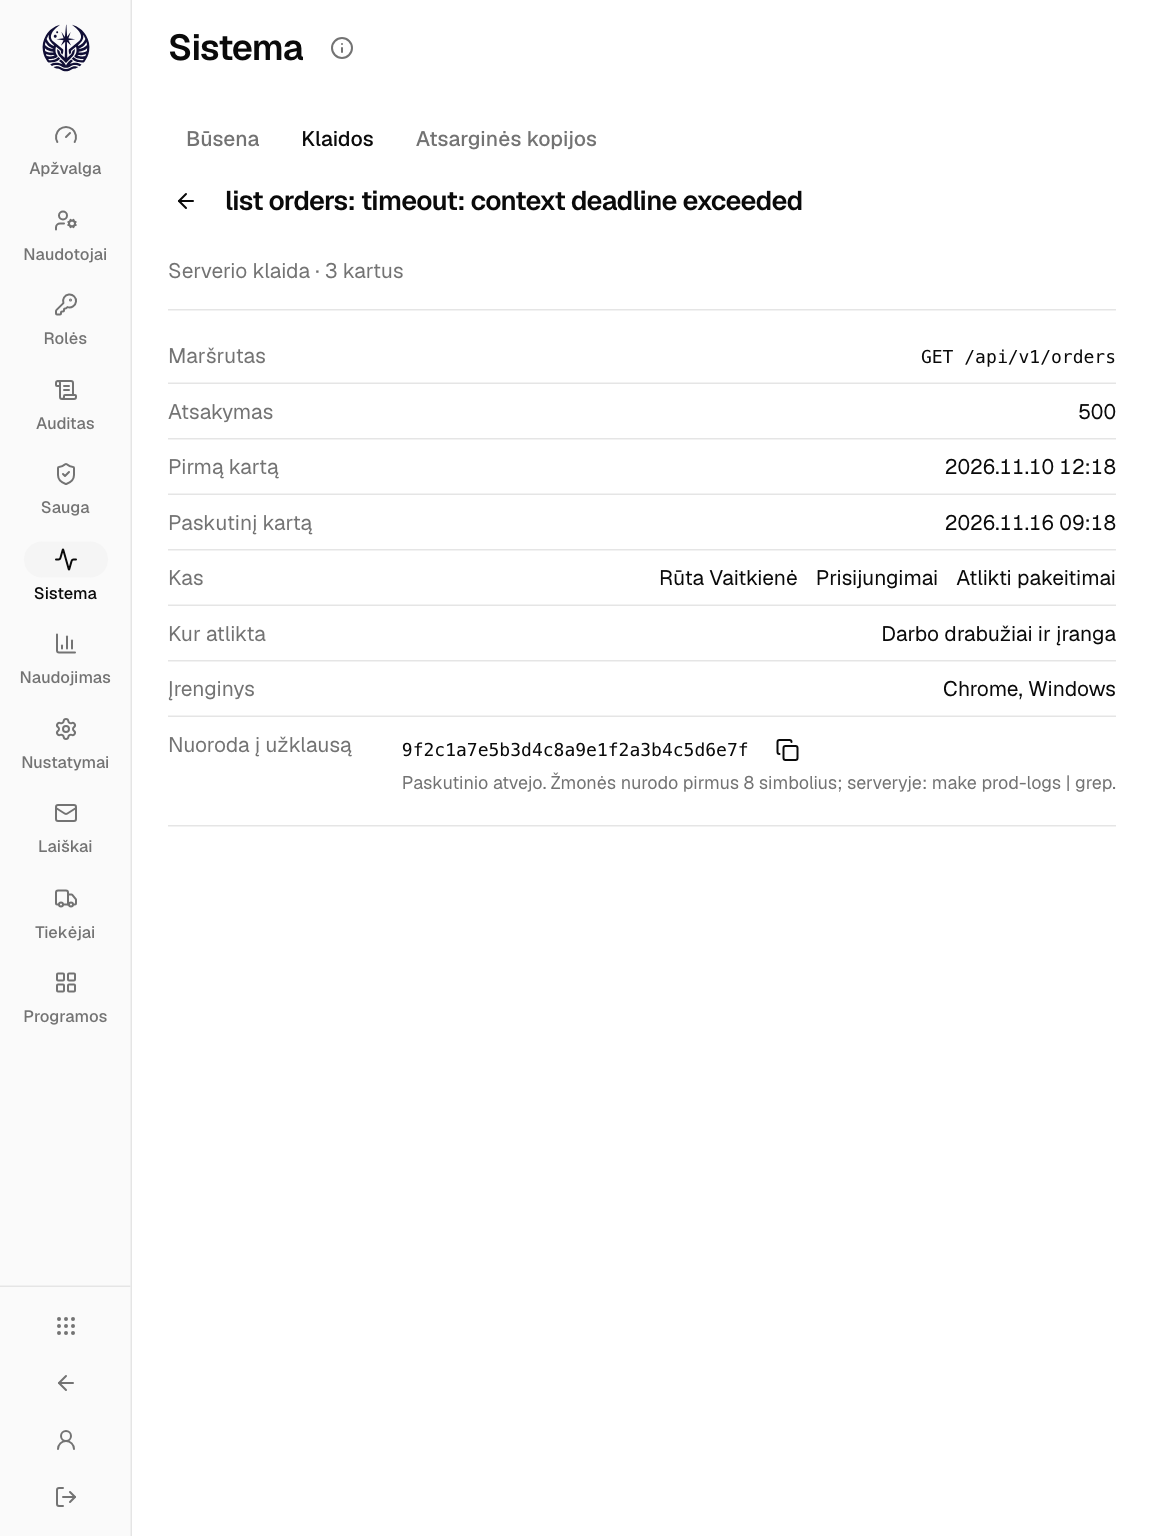 Sistema
Būsena Klaidos Atsarginės kopijos
list orders: timeout: context deadline exceeded
Serverio klaida · 3 kartus
Maršrutas GET /api/v1/orders
Atsakymas 500
Pirmą kartą 2026.11.10 12:18
Paskutinį kartą 2026.11.16 09:18
Kas Rūta Vaitkienė Prisijungimai Atlikti pakeitimai
Kur atlikta Darbo drabužiai ir įranga
Įrenginys Chrome, Windows
Nuoroda į užklausą 9f2c1a7e5b3d4c8a9e1f2a3b4c5d6e7f
Paskutinio atvejo. Žmonės nurodo pirmus 8 simbolius; serveryje: make prod-logs | grep.
Apžvalga
Naudotojai
Rolės
Auditas
Sauga
Sistema
Naudojimas
Nustatymai
Laiškai
Tiekėjai
Programos